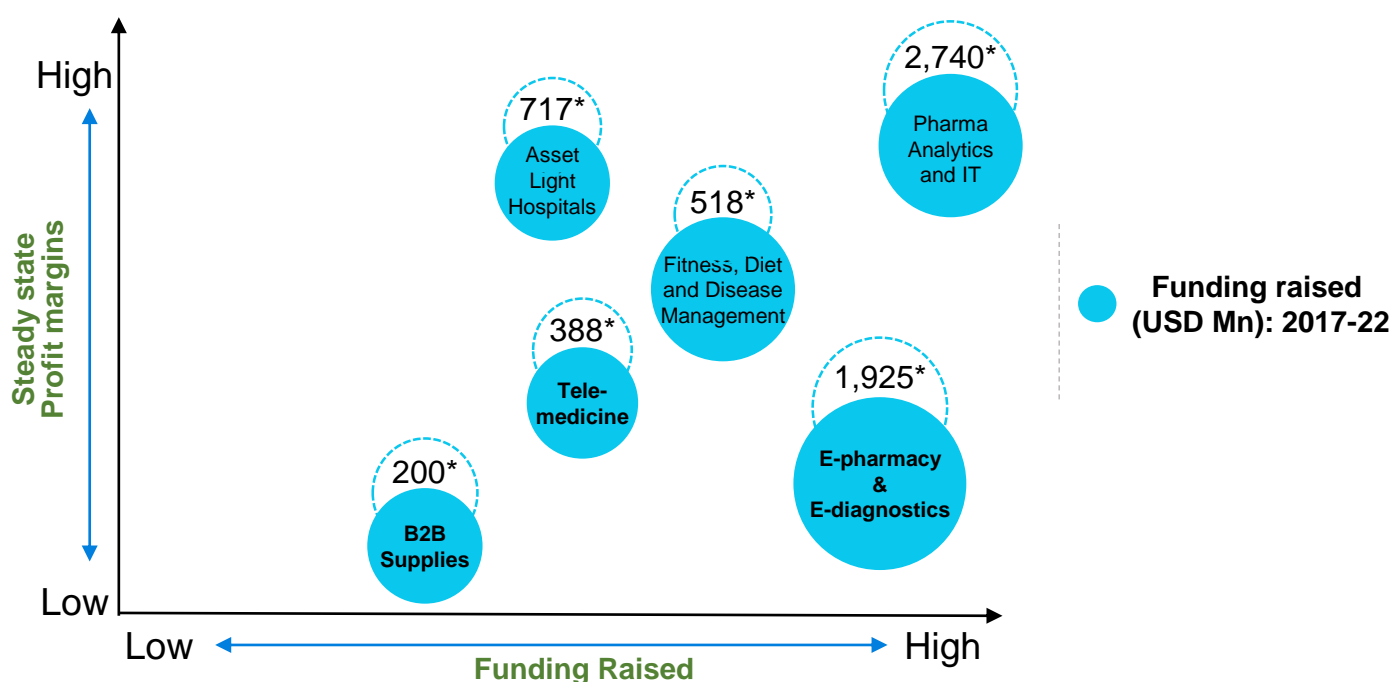 High
2,740*
Pharma
Analytics
and IT
717*
Asset
Light
Hospitals
518*
Fitness, Diet
and Disease
Management
Funding raised
(USD Mn): 2017-22
Steady state
Profit margins
388*
Tele-
medicine
1,925*
E-pharmacy
&
E-diagnostics
200*
B2B
Supplies
Low
Low
High
Funding Raised